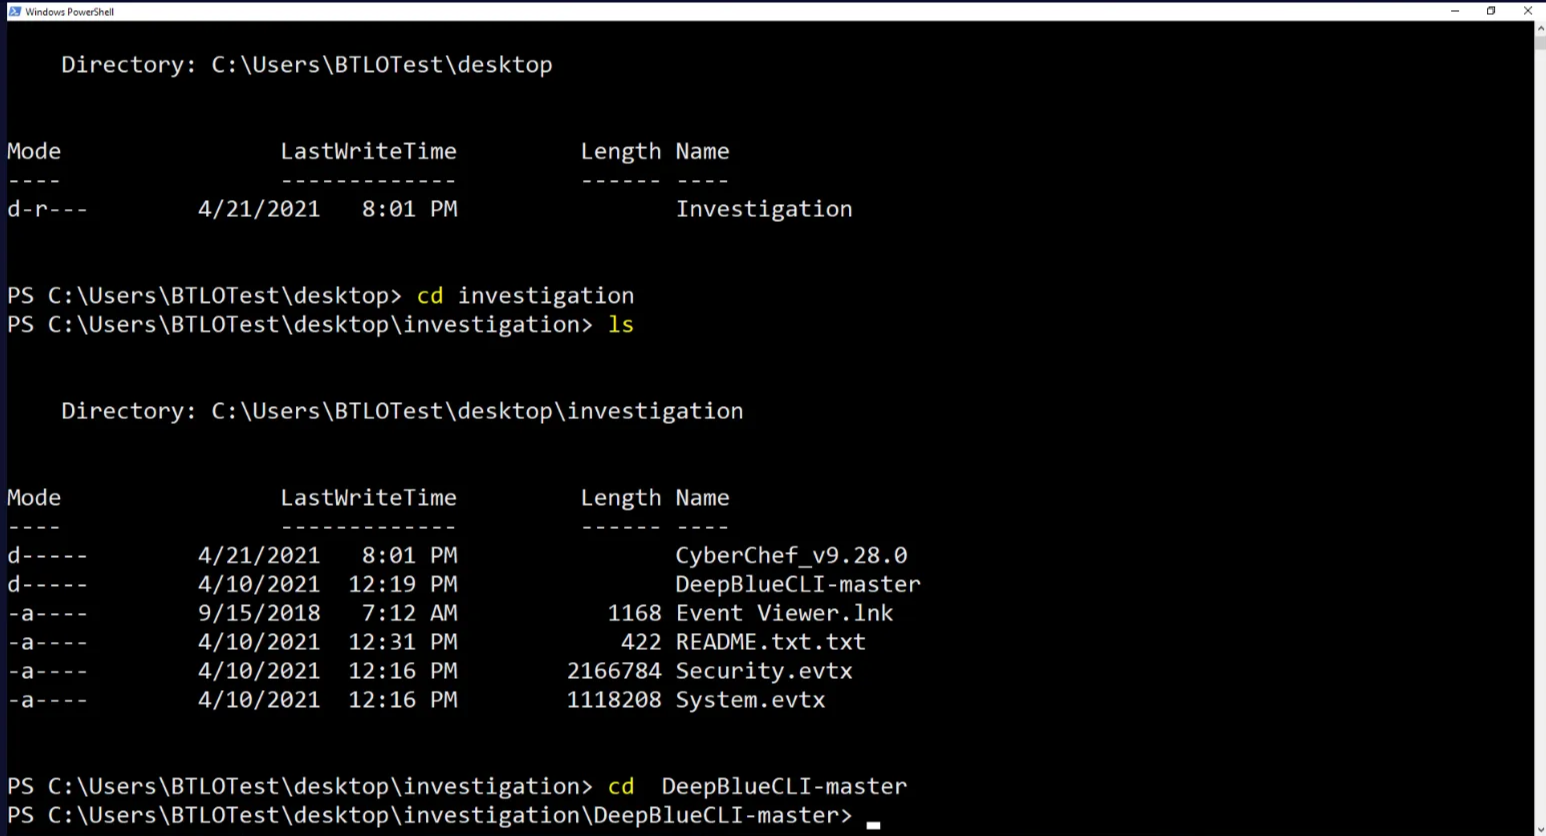 Windows PowerShell
Directory: C:\Users\BTLOTest\desktop
Mode                LastWriteTime         Length Name
----                -------------         ------ ----
d-r---        4/21/2021   8:01 PM                Investigation
PS C:\Users\BTLOTest\desktop> cd investigation
PS C:\Users\BTLOTest\desktop\investigation> ls
Directory: C:\Users\BTLOTest\desktop\investigation
Mode                LastWriteTime         Length Name
----                -------------         ------ ----
d-----        4/21/2021   8:01 PM                CyberChef_v9.28.0
d-----        4/10/2021  12:19 PM                DeepBlueCLI-master
-a----        9/15/2018   7:12 AM           1168 Event Viewer.lnk
-a----        4/10/2021  12:31 PM            422 README.txt.txt
-a----        4/10/2021  12:16 PM        2166784 Security.evtx
-a----        4/10/2021  12:16 PM        1118208 System.evtx
PS C:\Users\BTLOTest\desktop\investigation> cd  DeepBlueCLI-master
PS C:\Users\BTLOTest\desktop\investigation\DeepBlueCLI-master> _